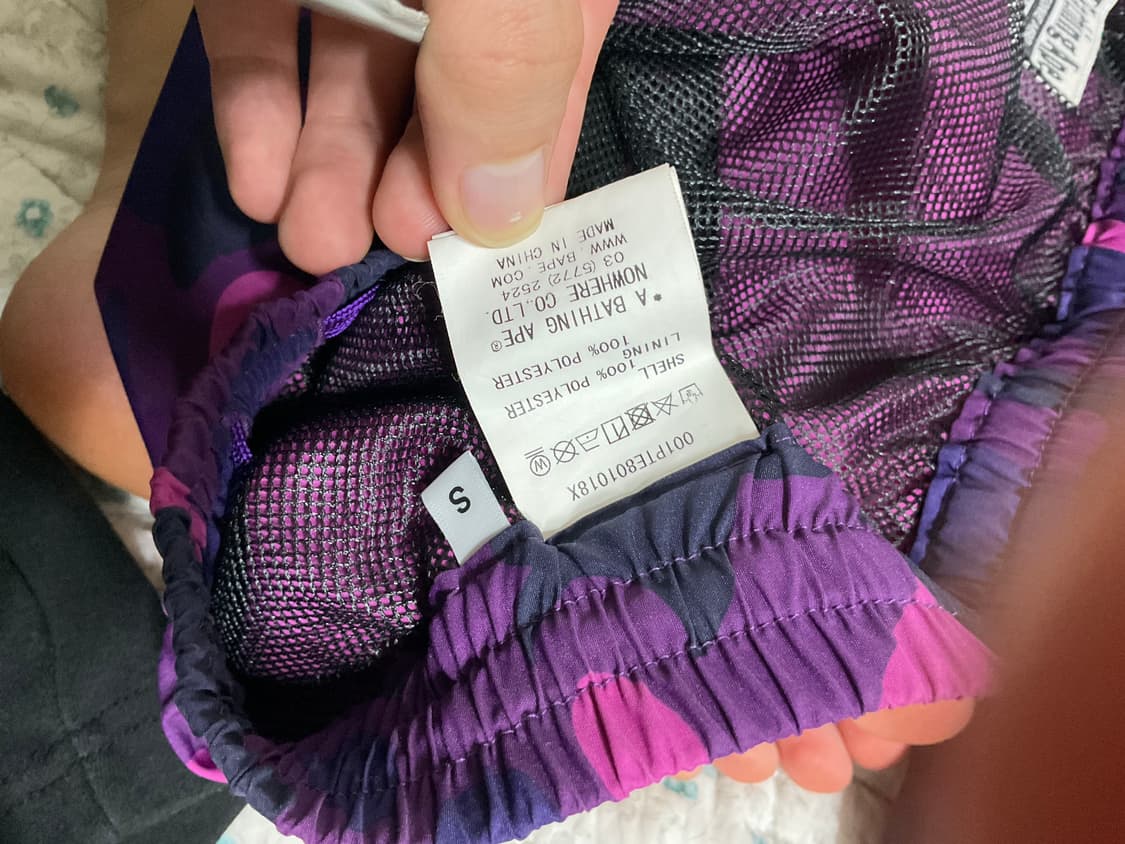 001PTE801018X
SHELL 100% POLYESTER
LINING 100% POLYESTER
* A BATHING APE®
NOWHERE CO.,LTD.
03 (5772) 2524
WWW . BAPE . COM
MADE IN CHINA
S